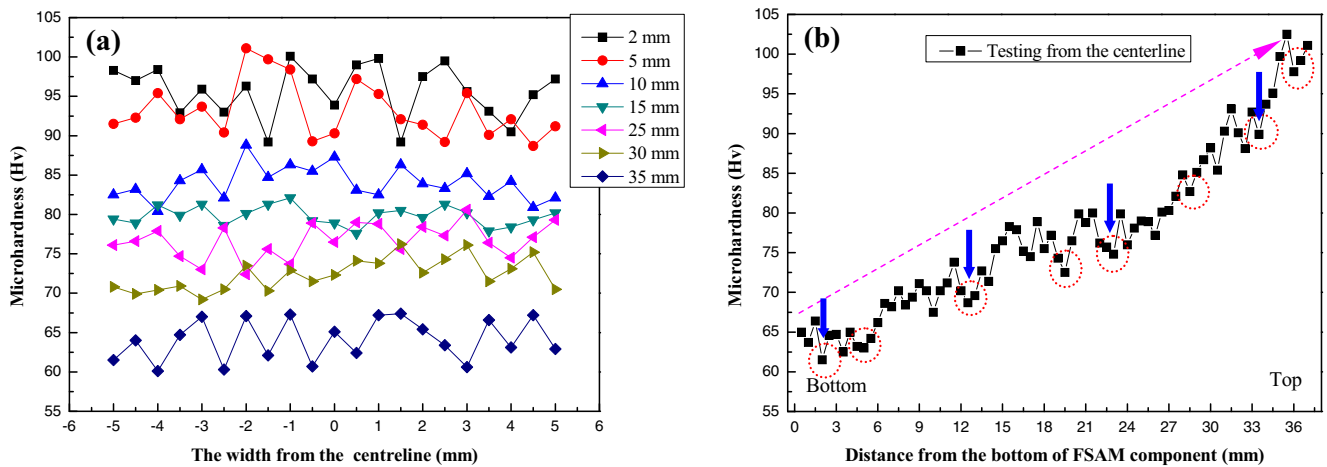 (a)
105
100
95
90
85
80
75
70
65
60
55
Microhardness (Hv)
-6 -5 -4 -3 -2 -1 0 1 2 3 4 5 6
The width from the centreline (mm)
2 mm
5 mm
10 mm
15 mm
25 mm
30 mm
35 mm
(b)
105
100
95
90
85
80
75
70
65
60
55
Microhardness (Hv)
Testing from the centerline
Bottom
Top
0 3 6 9 12 15 18 21 24 27 30 33 36
Distance from the bottom of FSAM component (mm)